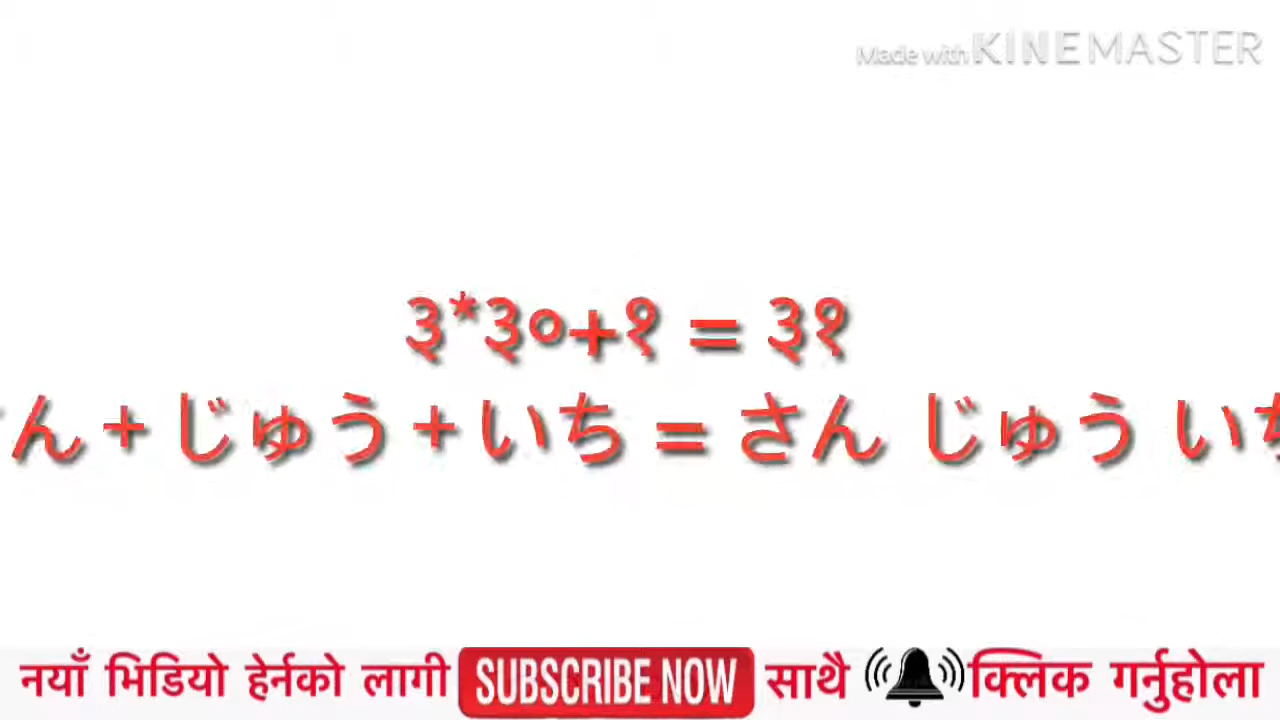 Made with KINEMASTER
३*३०+१ = ३१
ん + じゅう + いち = さん じゅう い
नयाँ भिडियो हेर्नको लागी SUBSCRIBE NOW साथै क्लिक गर्नुहोला